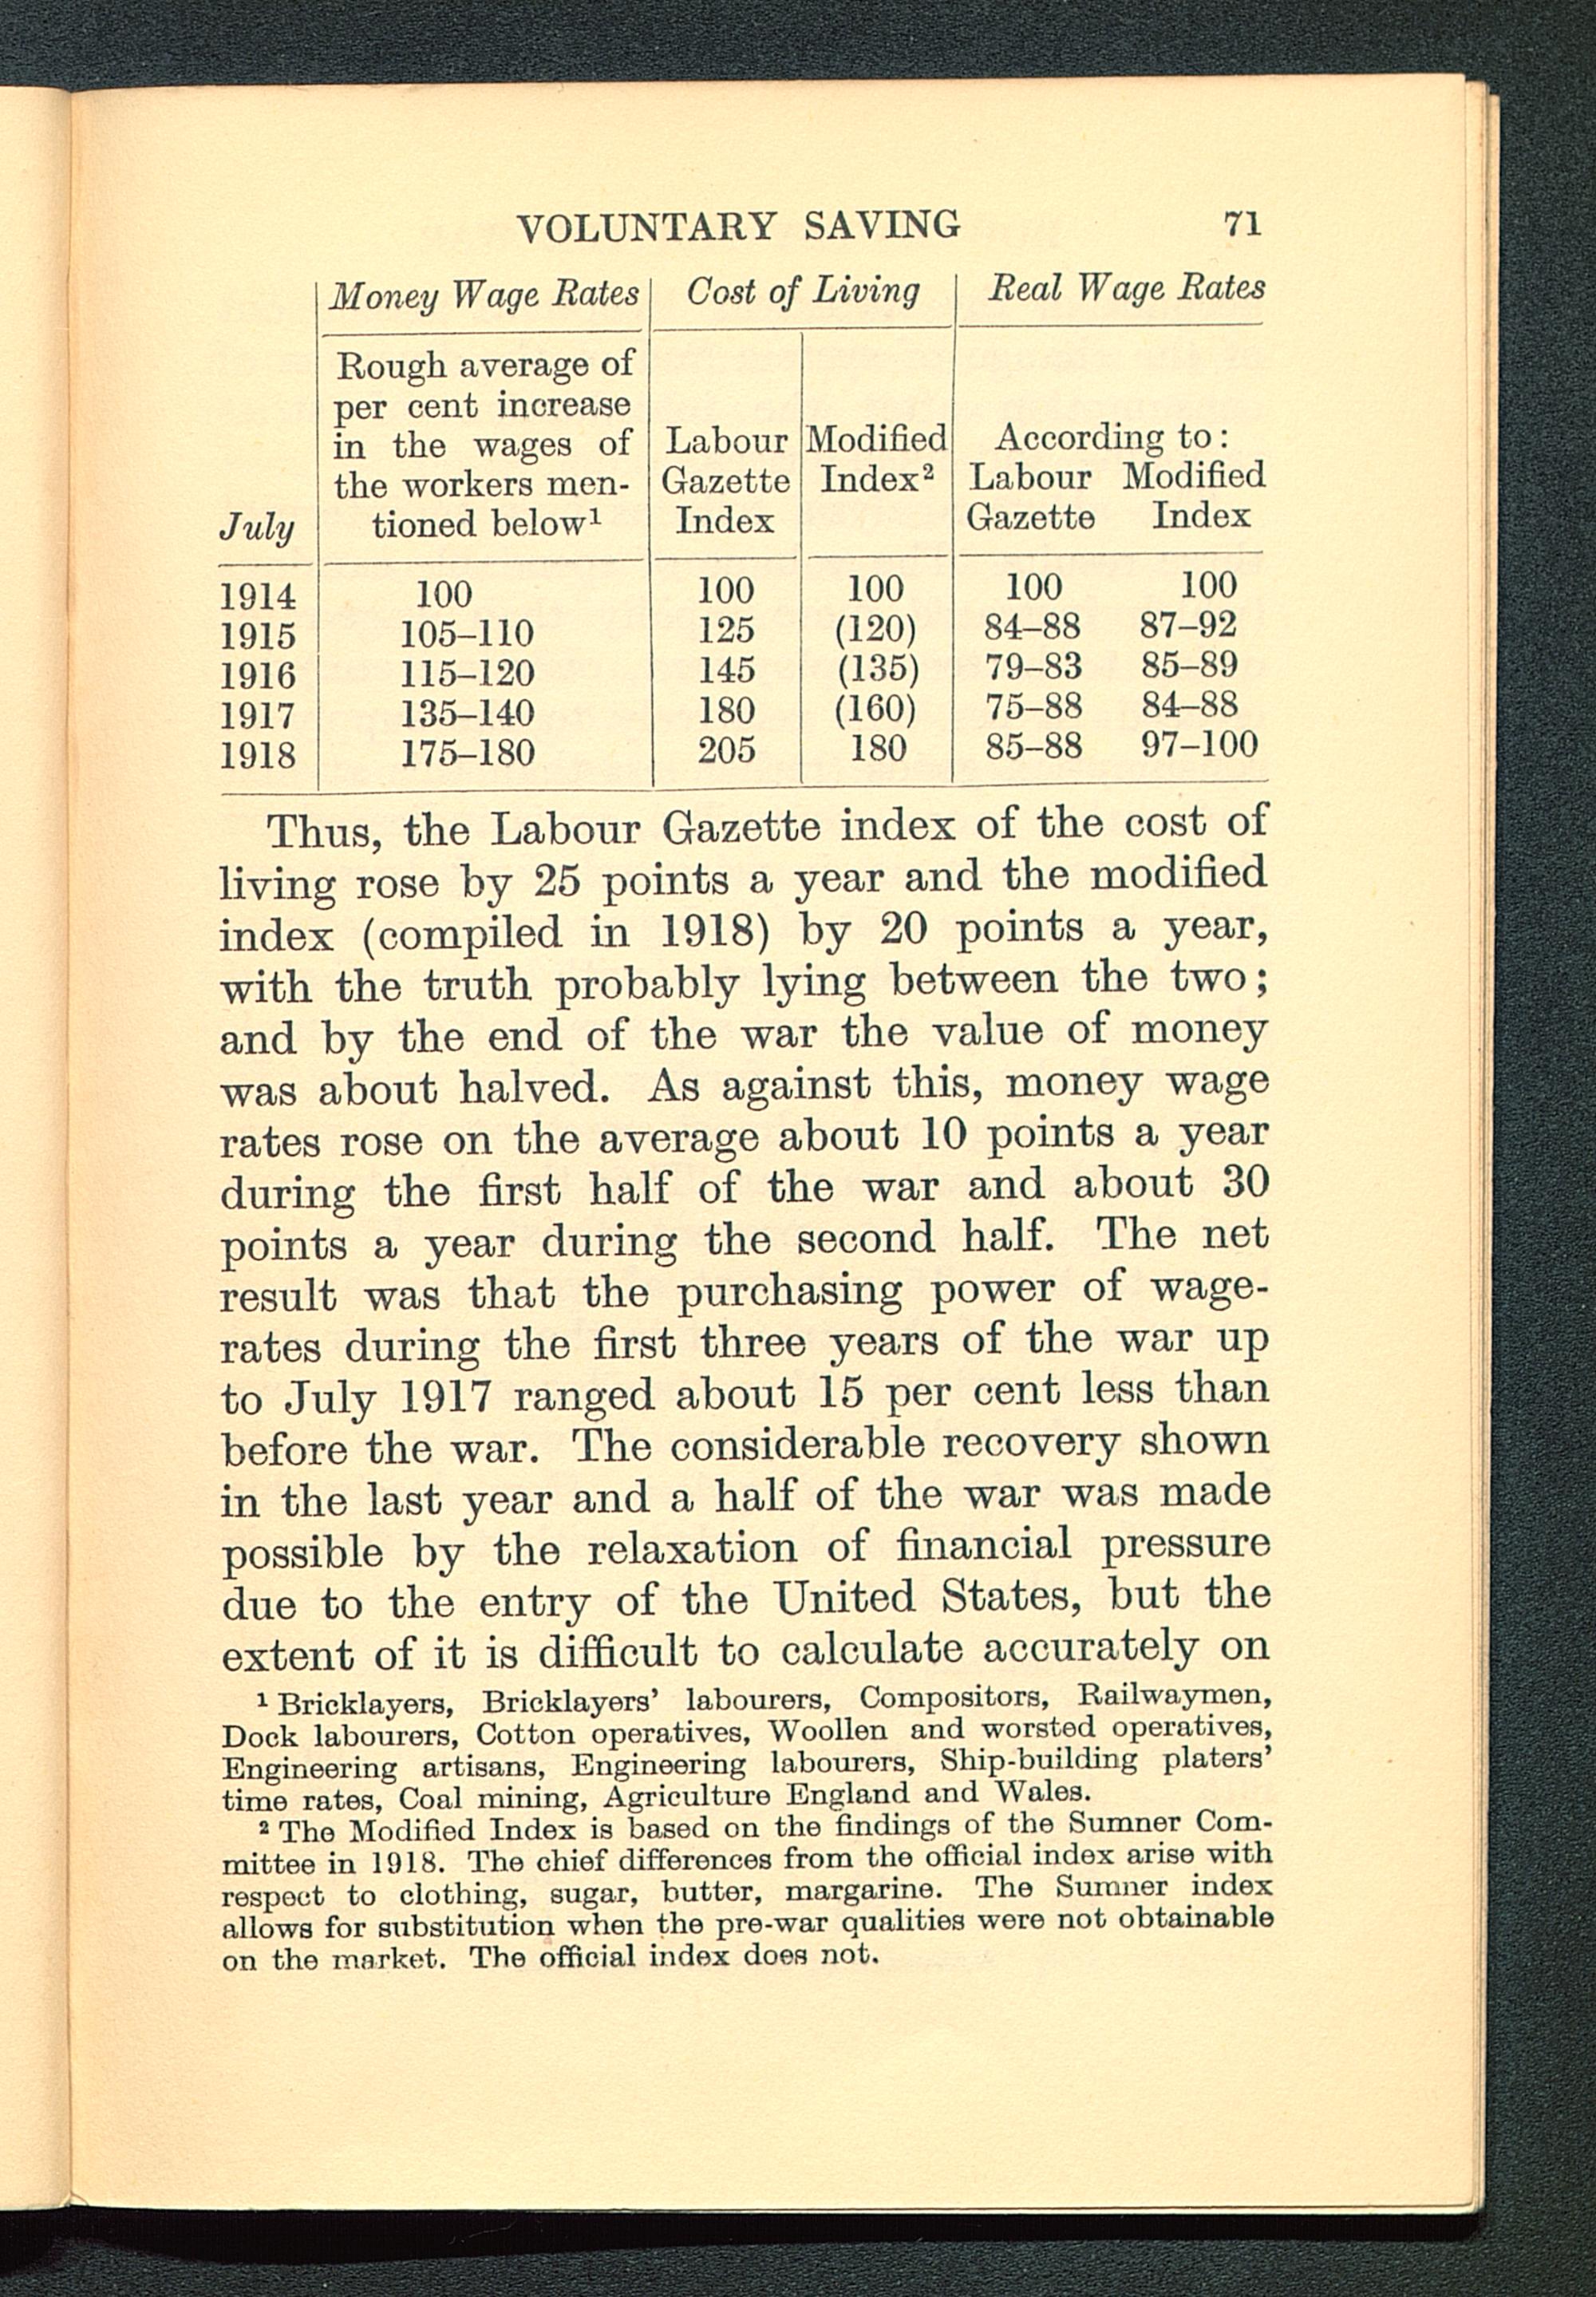 VOLUNTARY SAVING 71
Money Wage Rates Cost of Living Real Wage Rates
Rough average of
per cent increase
in the wages of Labour Modified According to:
the workers men- Gazette Index² Labour Modified
July tioned below¹ Index Gazette Index
1914 100 100 100 100 100
1915 105–110 125 (120) 84–88 87–92
1916 115–120 145 (135) 79–83 85–89
1917 135–140 180 (160) 75–88 84–88
1918 175–180 205 180 85–88 97–100
Thus, the Labour Gazette index of the cost of
living rose by 25 points a year and the modified
index (compiled in 1918) by 20 points a year,
with the truth probably lying between the two;
and by the end of the war the value of money
was about halved. As against this, money wage
rates rose on the average about 10 points a year
during the first half of the war and about 30
points a year during the second half. The net
result was that the purchasing power of wage-
rates during the first three years of the war up
to July 1917 ranged about 15 per cent less than
before the war. The considerable recovery shown
in the last year and a half of the war was made
possible by the relaxation of financial pressure
due to the entry of the United States, but the
extent of it is difficult to calculate accurately on
¹ Bricklayers, Bricklayers' labourers, Compositors, Railwaymen,
Dock labourers, Cotton operatives, Woollen and worsted operatives,
Engineering artisans, Engineering labourers, Ship-building platers'
time rates, Coal mining, Agriculture England and Wales.
² The Modified Index is based on the findings of the Sumner Com-
mittee in 1918. The chief differences from the official index arise with
respect to clothing, sugar, butter, margarine. The Sumner index
allows for substitution when the pre-war qualities were not obtainable
on the market. The official index does not.